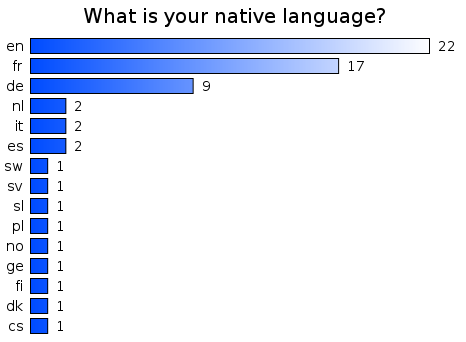 What is your native language?
en 22
fr 17
de 9
nl 2
it 2
es 2
sw 1
sv 1
sl 1
pl 1
no 1
ge 1
fi 1
dk 1
cs 1